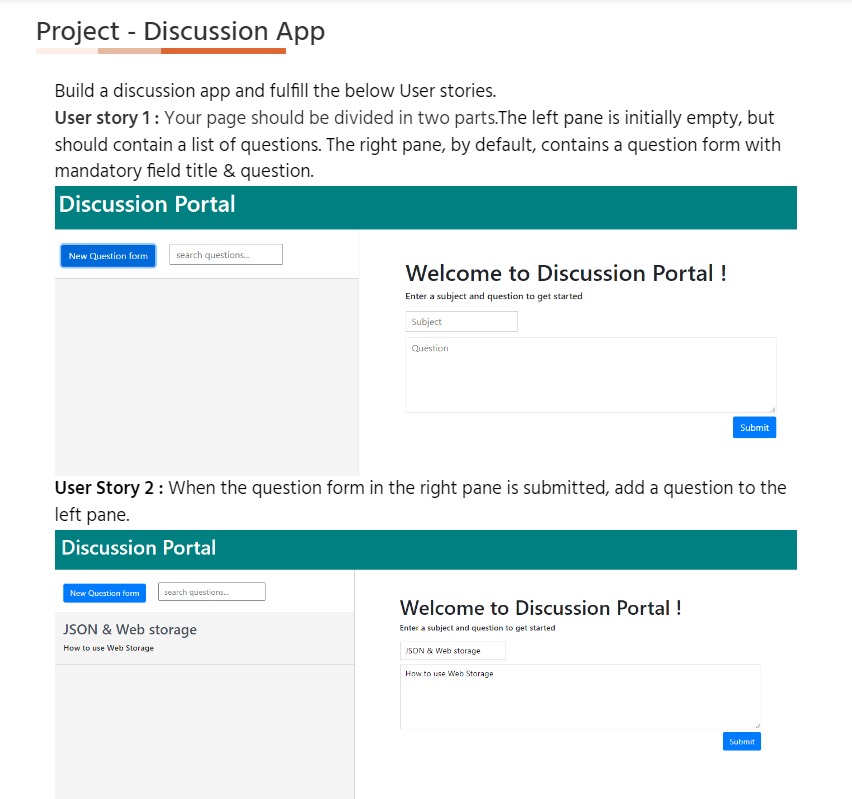 Project - Discussion App
Build a discussion app and fulfill the below User stories.
User story 1 : Your page should be divided in two parts.The left pane is initially empty, but
should contain a list of questions. The right pane, by default, contains a question form with
mandatory field title & question.
Discussion Portal
New Question form
search questions...
Welcome to Discussion Portal !
Enter a subject and question to get started
Subject
Question
Submit
User Story 2 : When the question form in the right pane is submitted, add a question to the
left pane.
Discussion Portal
New Question form
search questions...
JSON & Web storage
How to use Web Storage
Welcome to Discussion Portal !
Enter a subject and question to get started
JSON & Web storage
How to use Web Storage
Submit